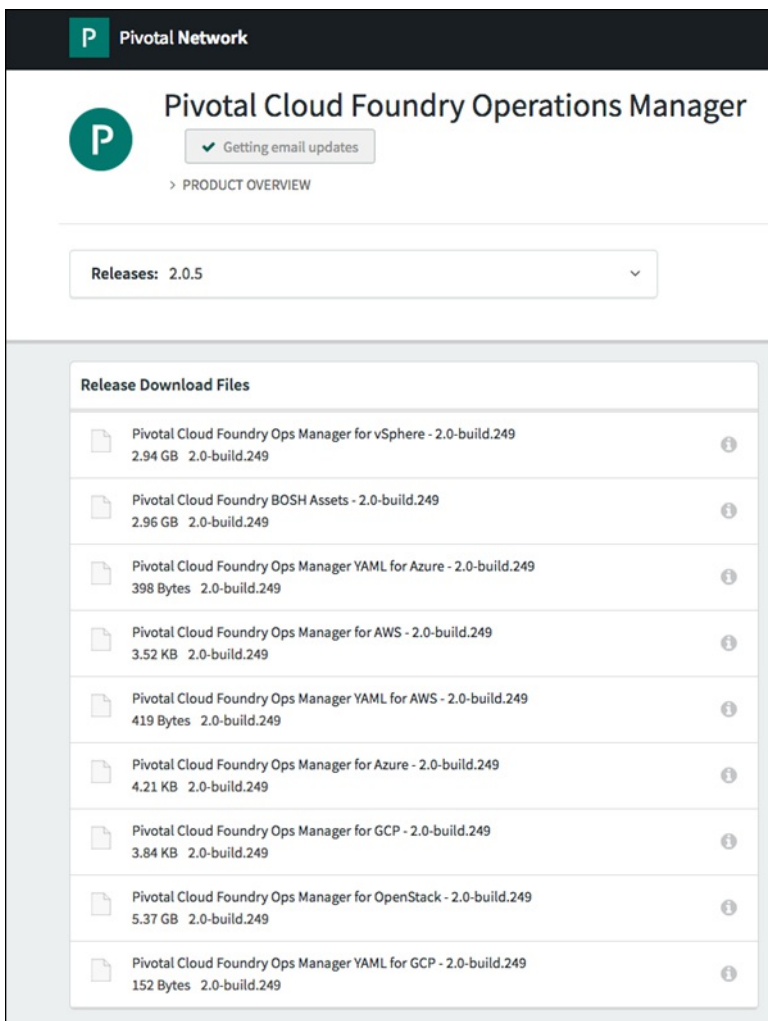 P Pivotal Network
Pivotal Cloud Foundry Operations Manager
P
Getting email updates
PRODUCT OVERVIEW
Releases: 2.0.5
Release Download Files
Pivotal Cloud Foundry Ops Manager for vSphere - 2.0-build.249
2.94 GB 2.0-build.249
Pivotal Cloud Foundry BOSH Assets - 2.0-build.249
2.96 GB 2.0-build.249
Pivotal Cloud Foundry Ops Manager YAML for Azure - 2.0-build.249
398 Bytes 2.0-build.249
Pivotal Cloud Foundry Ops Manager for AWS - 2.0-build.249
3.52 KB 2.0-build.249
Pivotal Cloud Foundry Ops Manager YAML for AWS - 2.0-build.249
419 Bytes 2.0-build.249
Pivotal Cloud Foundry Ops Manager for Azure - 2.0-build.249
4.21 KB 2.0-build.249
Pivotal Cloud Foundry Ops Manager for GCP - 2.0-build.249
3.84 KB 2.0-build.249
Pivotal Cloud Foundry Ops Manager for OpenStack - 2.0-build.249
5.37 GB 2.0-build.249
Pivotal Cloud Foundry Ops Manager YAML for GCP - 2.0-build.249
152 Bytes 2.0-build.249